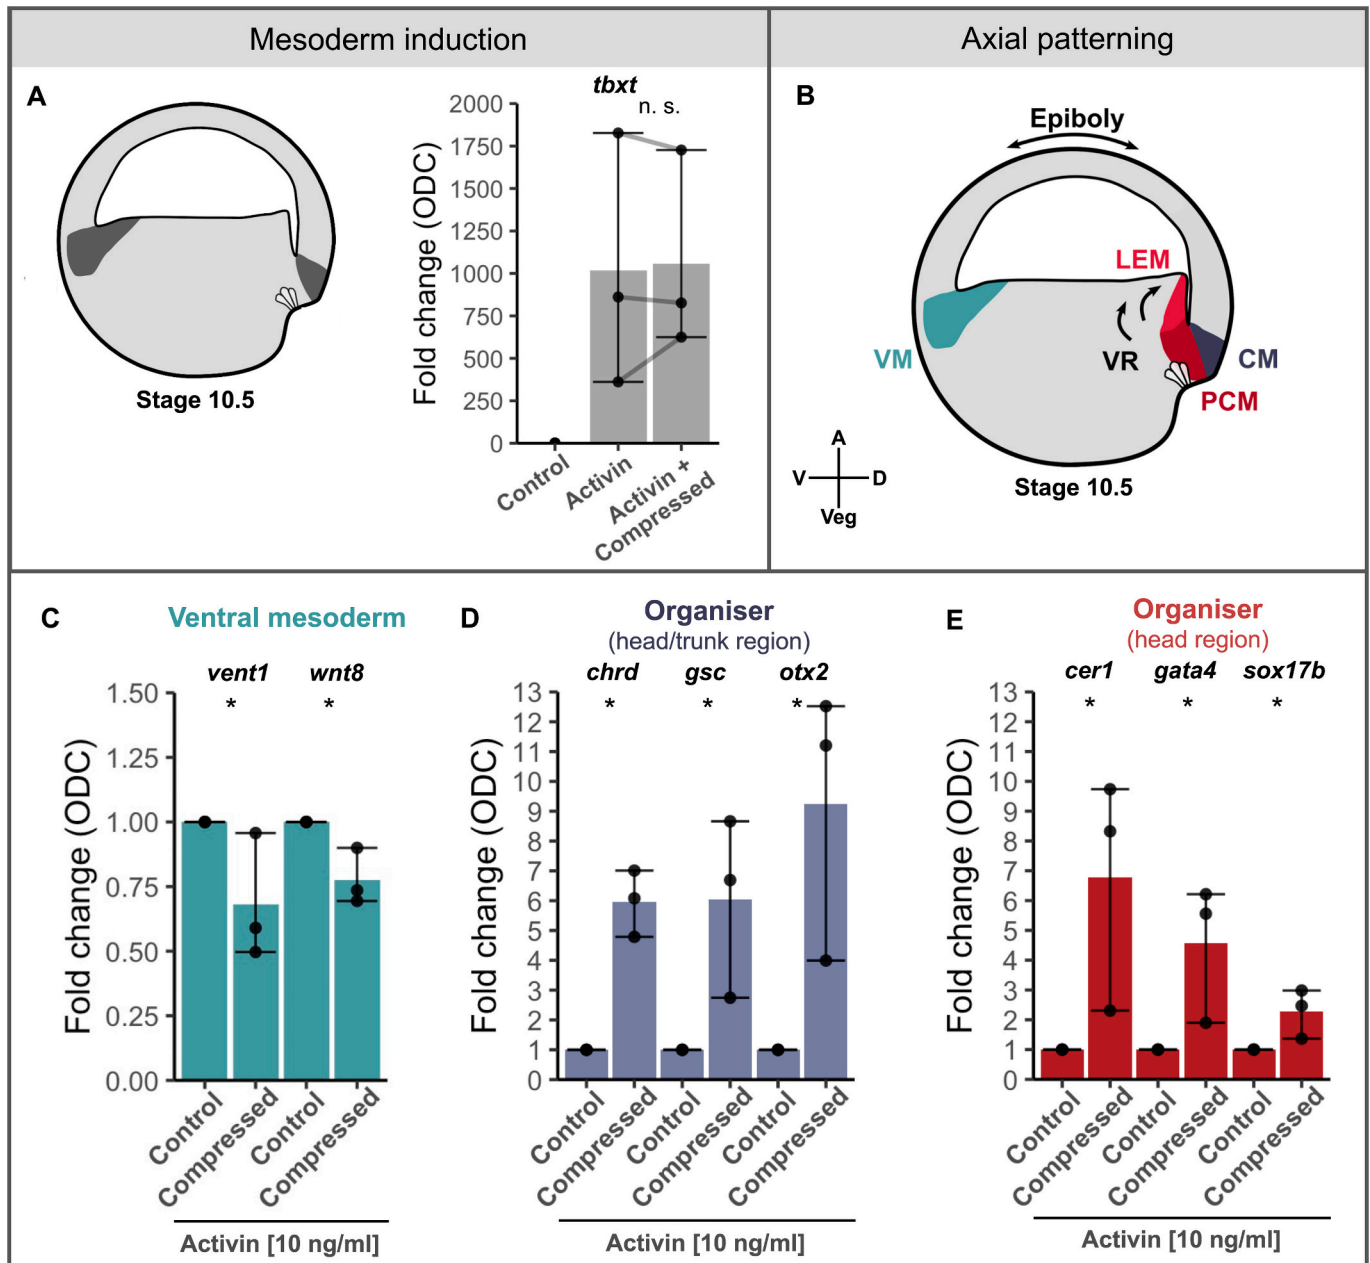 Mesoderm induction
Axial patterning
A
tbxt
n. s.
Fold change (ODC)
2000
1750
1500
1250
1000
750
500
250
0
Control
Activin
Activin +
Compressed
Stage 10.5
B
Epiboly
LEM
VM
VR
CM
PCM
A
V
D
Veg
Stage 10.5
C
Ventral mesoderm
vent1
wnt8
*
*
Fold change (ODC)
1.50
1.25
1.00
0.75
0.50
0.25
0.00
Control
Compressed
Control
Compressed
Activin [10 ng/ml]
D
Organiser
(head/trunk region)
chrd
gsc
otx2
*
*
*
Fold change (ODC)
13
12
11
10
9
8
7
6
5
4
3
2
1
0
Control
Compressed
Control
Compressed
Control
Compressed
Activin [10 ng/ml]
E
Organiser
(head region)
cer1
gata4
sox17b
*
*
*
Fold change (ODC)
13
12
11
10
9
8
7
6
5
4
3
2
1
0
Control
Compressed
Control
Compressed
Control
Compressed
Activin [10 ng/ml]